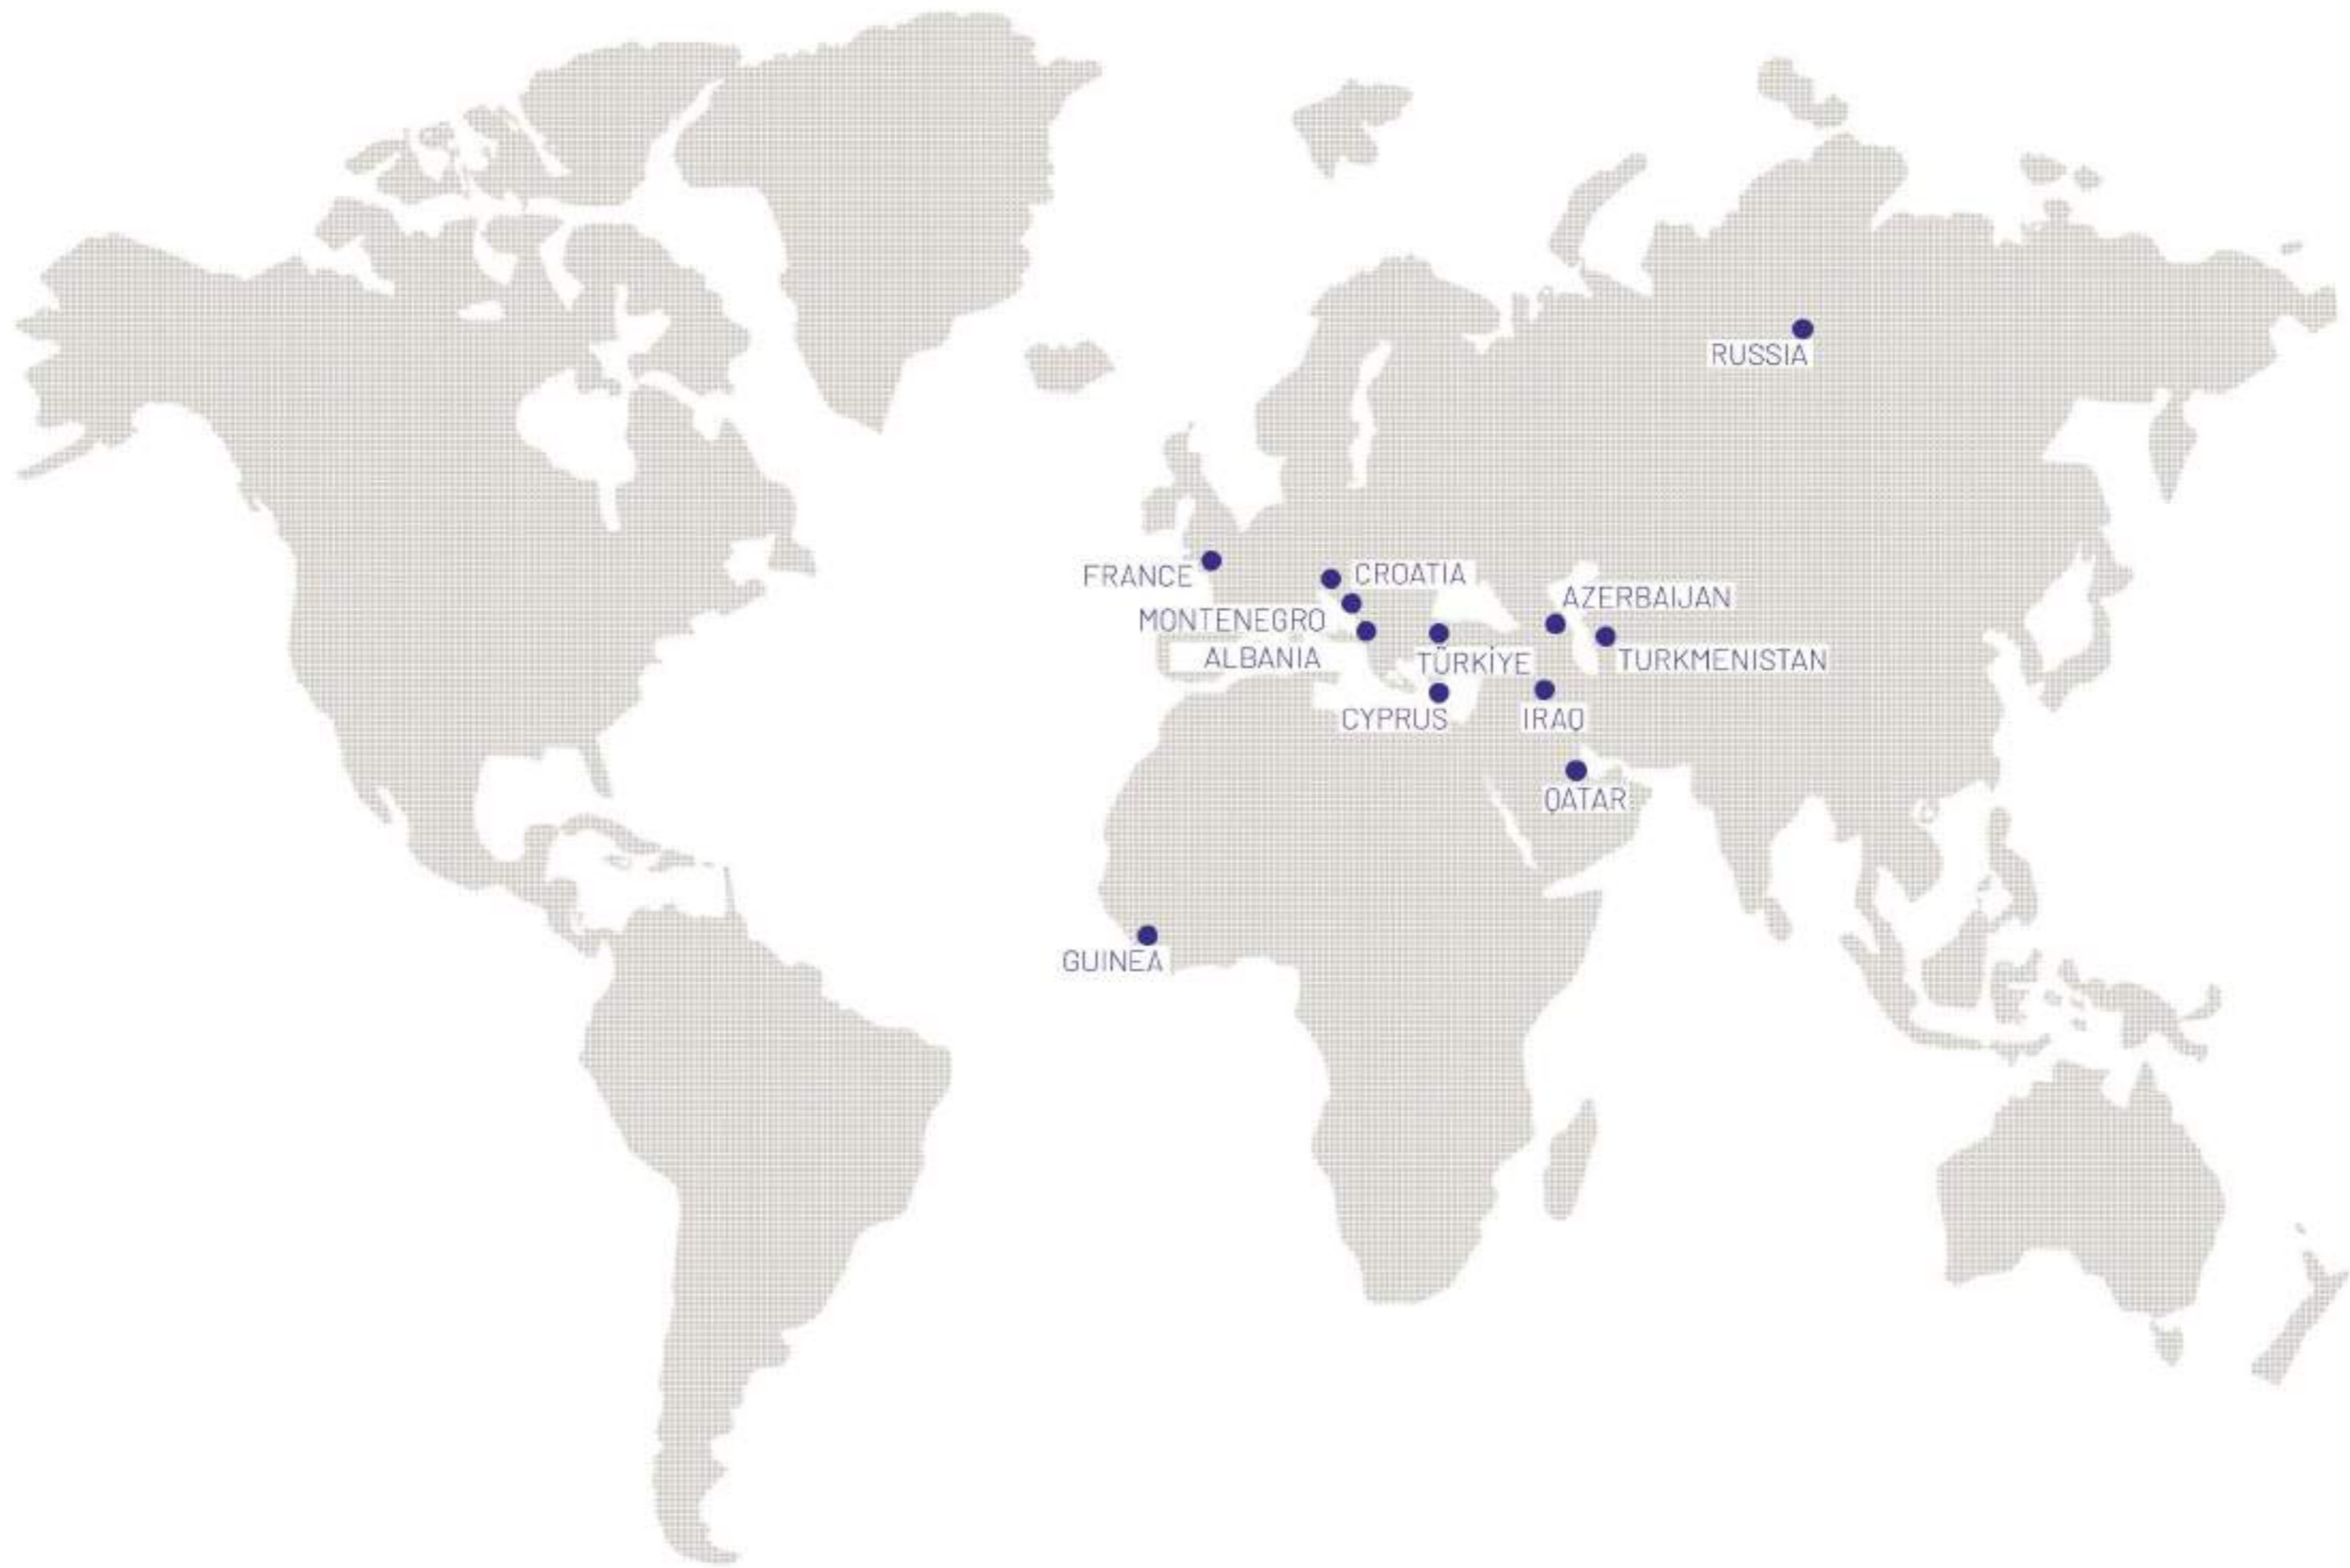 RUSSIA
FRANCE
CROATIA
AZERBAIJAN
MONTENEGRO
ALBANIA
TÜRKİYE
TURKMENISTAN
CYPRUS
IRAQ
QATAR
GUINEA